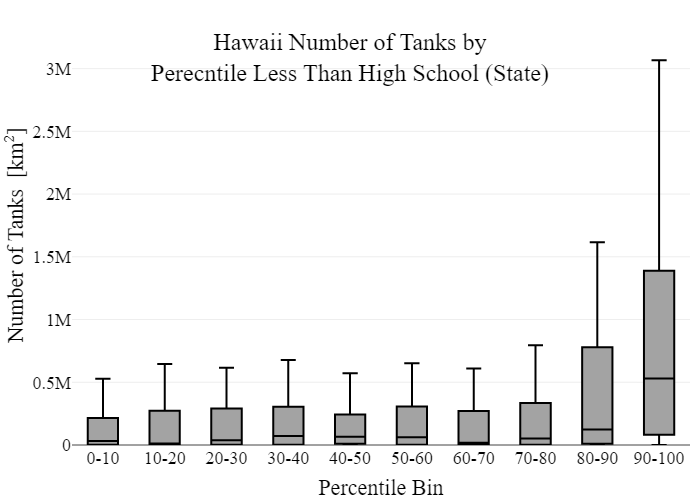 Hawaii Number of Tanks by
Perecntile Less Than High School (State)
Number of Tanks [km²]
3M
2.5M
2M
1.5M
1M
0.5M
0
0-10 10-20 20-30 30-40 40-50 50-60 60-70 70-80 80-90 90-100
Percentile Bin